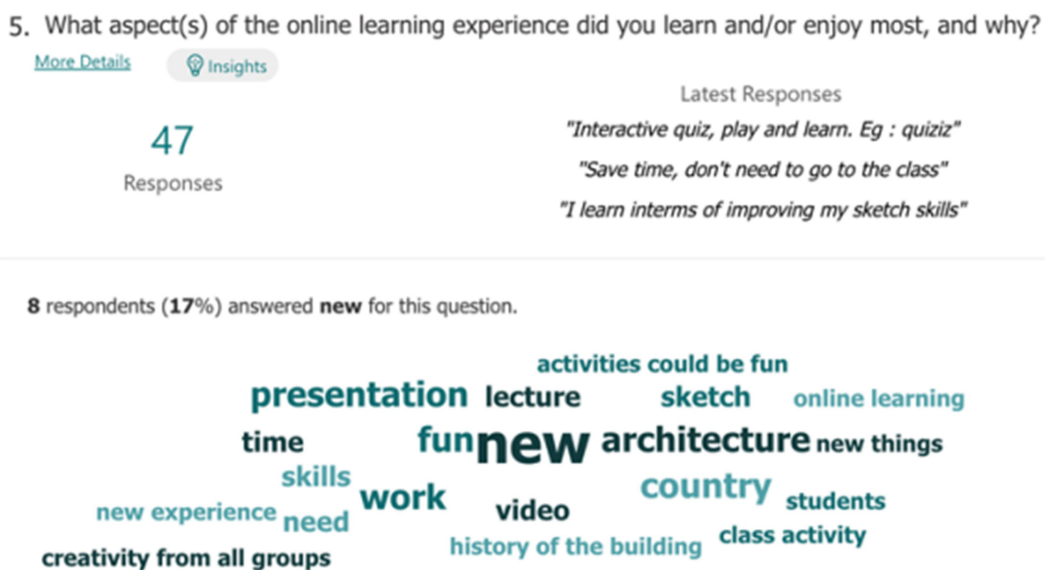 5. What aspect(s) of the online learning experience did you learn and/or enjoy most, and why?
More Details
Insights
47
Responses
Latest Responses
"Interactive quiz, play and learn. Eg : quiziz"
"Save time, don't need to go to the class"
"I learn interms of improving my sketch skills"
8 respondents (17%) answered new for this question.
activities could be fun
presentation lecture sketch online learning
time fun new architecture new things
skills work country students
new experience need video class activity
creativity from all groups history of the building